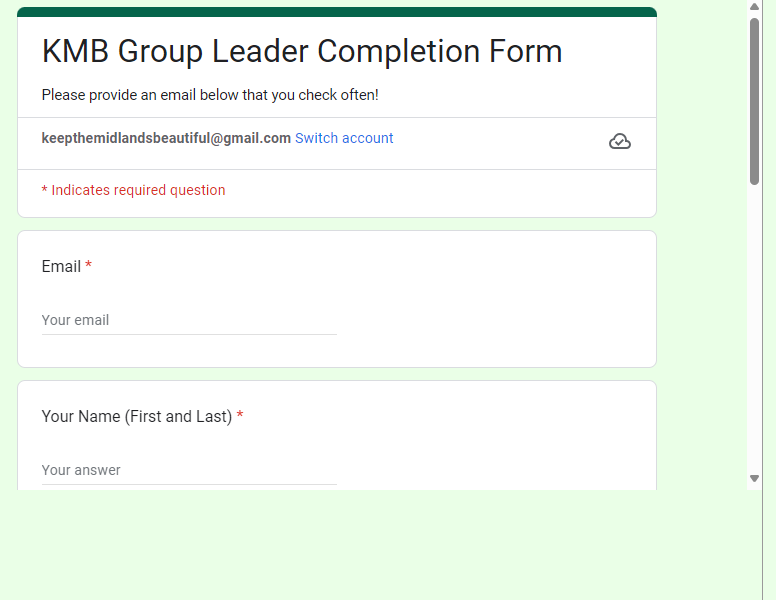 KMB Group Leader Completion Form
Please provide an email below that you check often!
keepthemidlandsbeautiful@gmail.com Switch account
* Indicates required question
Email *
Your email
Your Name (First and Last) *
Your answer